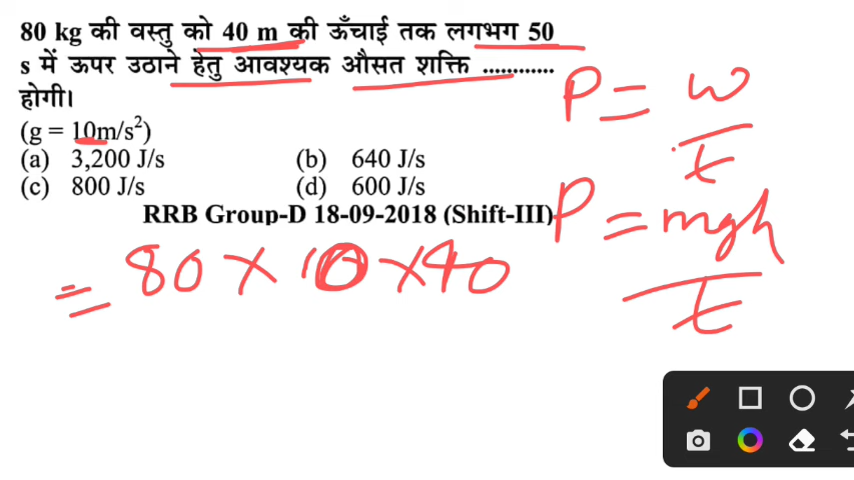 80 kg की वस्तु को 40 m की ऊँचाई तक लगभग 50
s में ऊपर उठाने हेतु आवश्यक औसत शक्ति ............
होगी।
(g = 10m/s²)
(a) 3,200 J/s (b) 640 J/s
(c) 800 J/s (d) 600 J/s
RRB Group-D 18-09-2018 (Shift-III)
P = w
t
P = mgh
t
= 80 × 10 × 40